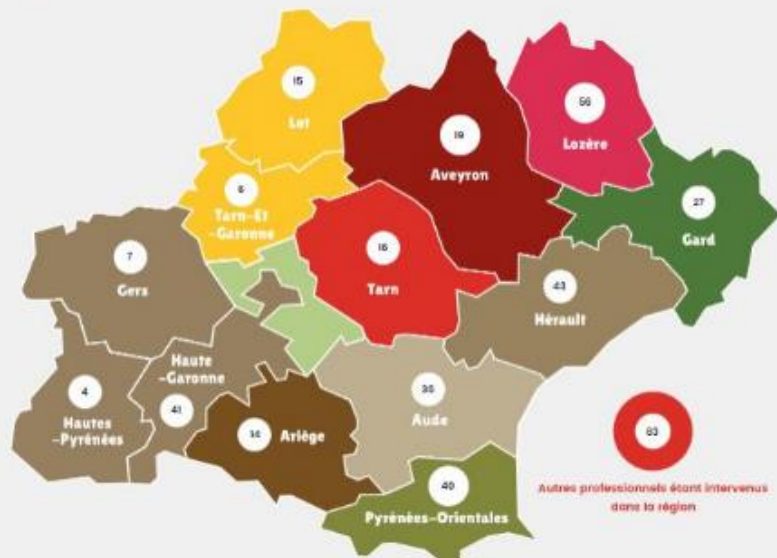 15
Lot
19
Aveyron
56
Lozère
6
Tarn-Et
-Garonne
27
Gard
7
Gers
16
Tarn
43
Hérault
Haute
-Garonne
41
4
Hautes
-Pyrénées
14
Ariège
Aude
40
Pyrénées-Orientales
63
Autres professionnels étant intervenus
dans la région